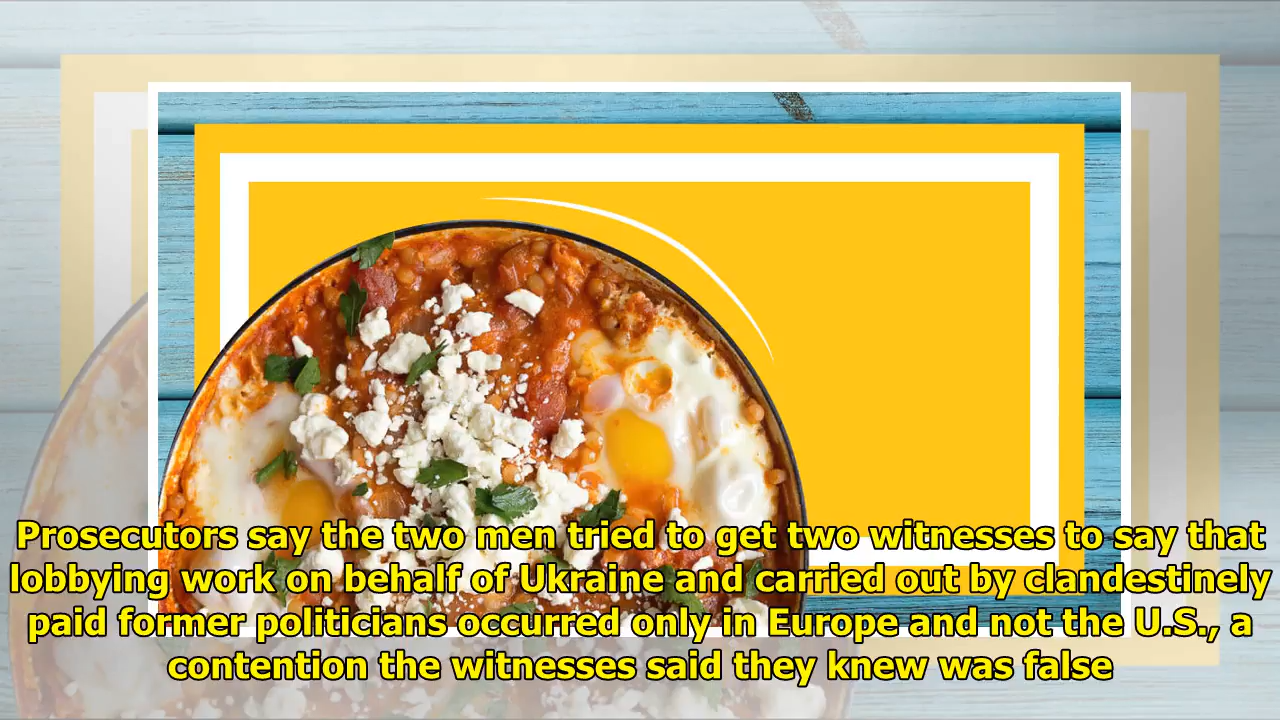 Prosecutors say the two men tried to get two witnesses to say that
lobbying work on behalf of Ukraine and carried out by clandestinely
paid former politicians occurred only in Europe and not the U.S., a
contention the witnesses said they knew was false